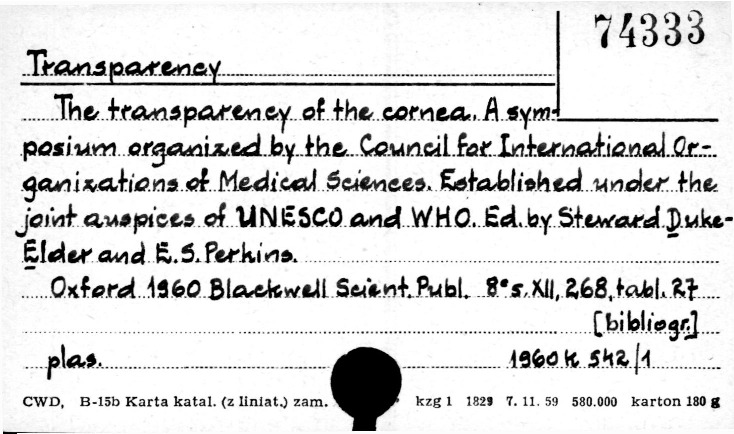 74333
Transparency
The transparency of the cornea. A sym-
posium organized by the Council for International Or-
ganizations of Medical Sciences. Established under the
joint auspices of UNESCO and WHO. Ed. by Steward Duke-
Elder and E.S. Perkins.
Oxford 1960 Blackwell Scient. Publ. 8° s. XII, 268, tabl. 27
[bibliogr.]
plas. 1960 K 542/1
CWD, B-15b Karta katal. (z liniat.) zam. kzg 1 1829 7. 11. 59 580.000 karton 180 g